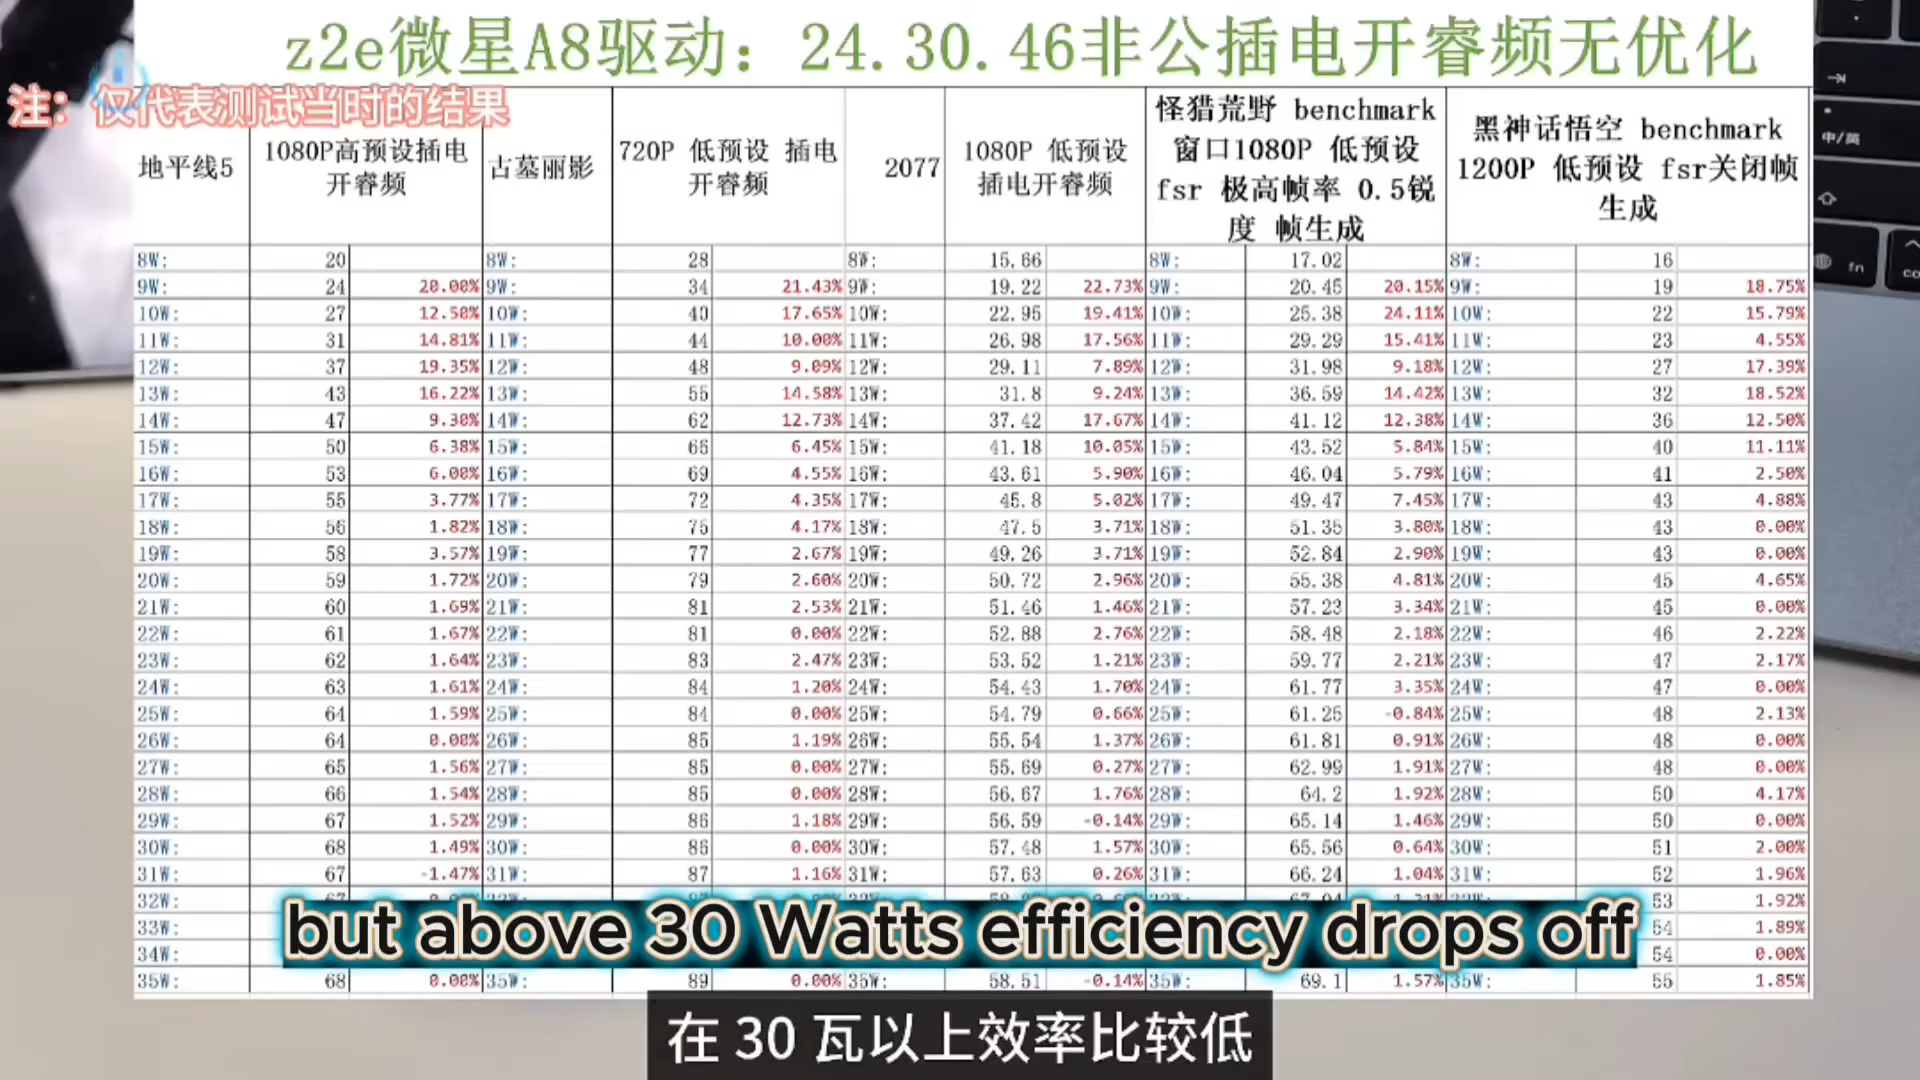 z2e微星A8驱动：24.30.46非公插电开睿频无优化
注：仅代表测试当时的结果
地平线5 1080P高预设插电开睿频 古墓丽影 720P 低预设 插电开睿频 2077 1080P 低预设 插电开睿频 怪猎荒野 benchmark 窗口1080P 低预设 fsr 极高帧率 0.5锐度 帧生成 黑神话悟空 benchmark 1200P 低预设 fsr关闭帧生成
8W: 20 8W: 28 8W: 15.66 8W: 17.02 8W: 16
9W: 24 20.00% 9W: 34 21.43% 9W: 19.22 22.73% 9W: 20.45 20.15% 9W: 19 18.75%
10W: 27 12.50% 10W: 40 17.65% 10W: 22.95 19.41% 10W: 25.38 24.11% 10W: 22 15.79%
11W: 31 14.81% 11W: 44 10.00% 11W: 26.98 17.56% 11W: 29.29 15.41% 11W: 23 4.55%
12W: 37 19.35% 12W: 48 9.09% 12W: 29.11 7.89% 12W: 31.98 9.18% 12W: 27 17.39%
13W: 43 16.22% 13W: 55 14.58% 13W: 31.8 9.24% 13W: 36.59 14.42% 13W: 32 18.52%
14W: 47 9.30% 14W: 62 12.73% 14W: 37.42 17.67% 14W: 41.12 12.38% 14W: 36 12.50%
15W: 50 6.38% 15W: 66 6.45% 15W: 41.18 10.05% 15W: 43.52 5.84% 15W: 40 11.11%
16W: 53 6.00% 16W: 69 4.55% 16W: 43.61 5.90% 16W: 46.04 5.79% 16W: 41 2.50%
17W: 55 3.77% 17W: 72 4.35% 17W: 45.8 5.02% 17W: 49.47 7.45% 17W: 43 4.88%
18W: 56 1.82% 18W: 75 4.17% 18W: 47.5 3.71% 18W: 51.35 3.80% 18W: 43 0.00%
19W: 58 3.57% 19W: 77 2.67% 19W: 49.26 3.71% 19W: 52.84 2.90% 19W: 43 0.00%
20W: 59 1.72% 20W: 79 2.60% 20W: 50.72 2.96% 20W: 55.38 4.81% 20W: 45 4.65%
21W: 60 1.69% 21W: 81 2.53% 21W: 51.46 1.46% 21W: 57.23 3.34% 21W: 45 0.00%
22W: 61 1.67% 22W: 81 0.00% 22W: 52.88 2.76% 22W: 58.48 2.18% 22W: 46 2.22%
23W: 62 1.64% 23W: 83 2.47% 23W: 53.52 1.21% 23W: 59.77 2.21% 23W: 47 2.17%
24W: 63 1.61% 24W: 84 1.20% 24W: 54.43 1.70% 24W: 61.77 3.35% 24W: 47 0.00%
25W: 64 1.59% 25W: 84 0.00% 25W: 54.79 0.66% 25W: 61.25 -0.84% 25W: 48 2.13%
26W: 64 0.00% 26W: 85 1.19% 26W: 55.54 1.37% 26W: 61.81 0.91% 26W: 48 0.00%
27W: 65 1.56% 27W: 85 0.00% 27W: 55.69 0.27% 27W: 62.99 1.91% 27W: 48 0.00%
28W: 66 1.54% 28W: 85 0.00% 28W: 56.67 1.76% 28W: 64.2 1.92% 28W: 50 4.17%
29W: 67 1.52% 29W: 86 1.18% 29W: 56.59 -0.14% 29W: 65.14 1.46% 29W: 50 0.00%
30W: 68 1.49% 30W: 86 0.00% 30W: 57.48 1.57% 30W: 65.56 0.64% 30W: 51 2.00%
31W: 67 -1.47% 31W: 87 1.16% 31W: 57.63 0.26% 31W: 66.24 1.04% 31W: 52 1.96%
32W: 53 1.92%
33W: 54 1.89%
34W: 54 0.00%
35W: 68 0.00% 35W: 89 0.00% 35W: 58.51 -0.14% 35W: 69.1 1.57% 35W: 55 1.85%
but above 30 Watts efficiency drops off
在 30 瓦以上效率比较低
中/英
fn